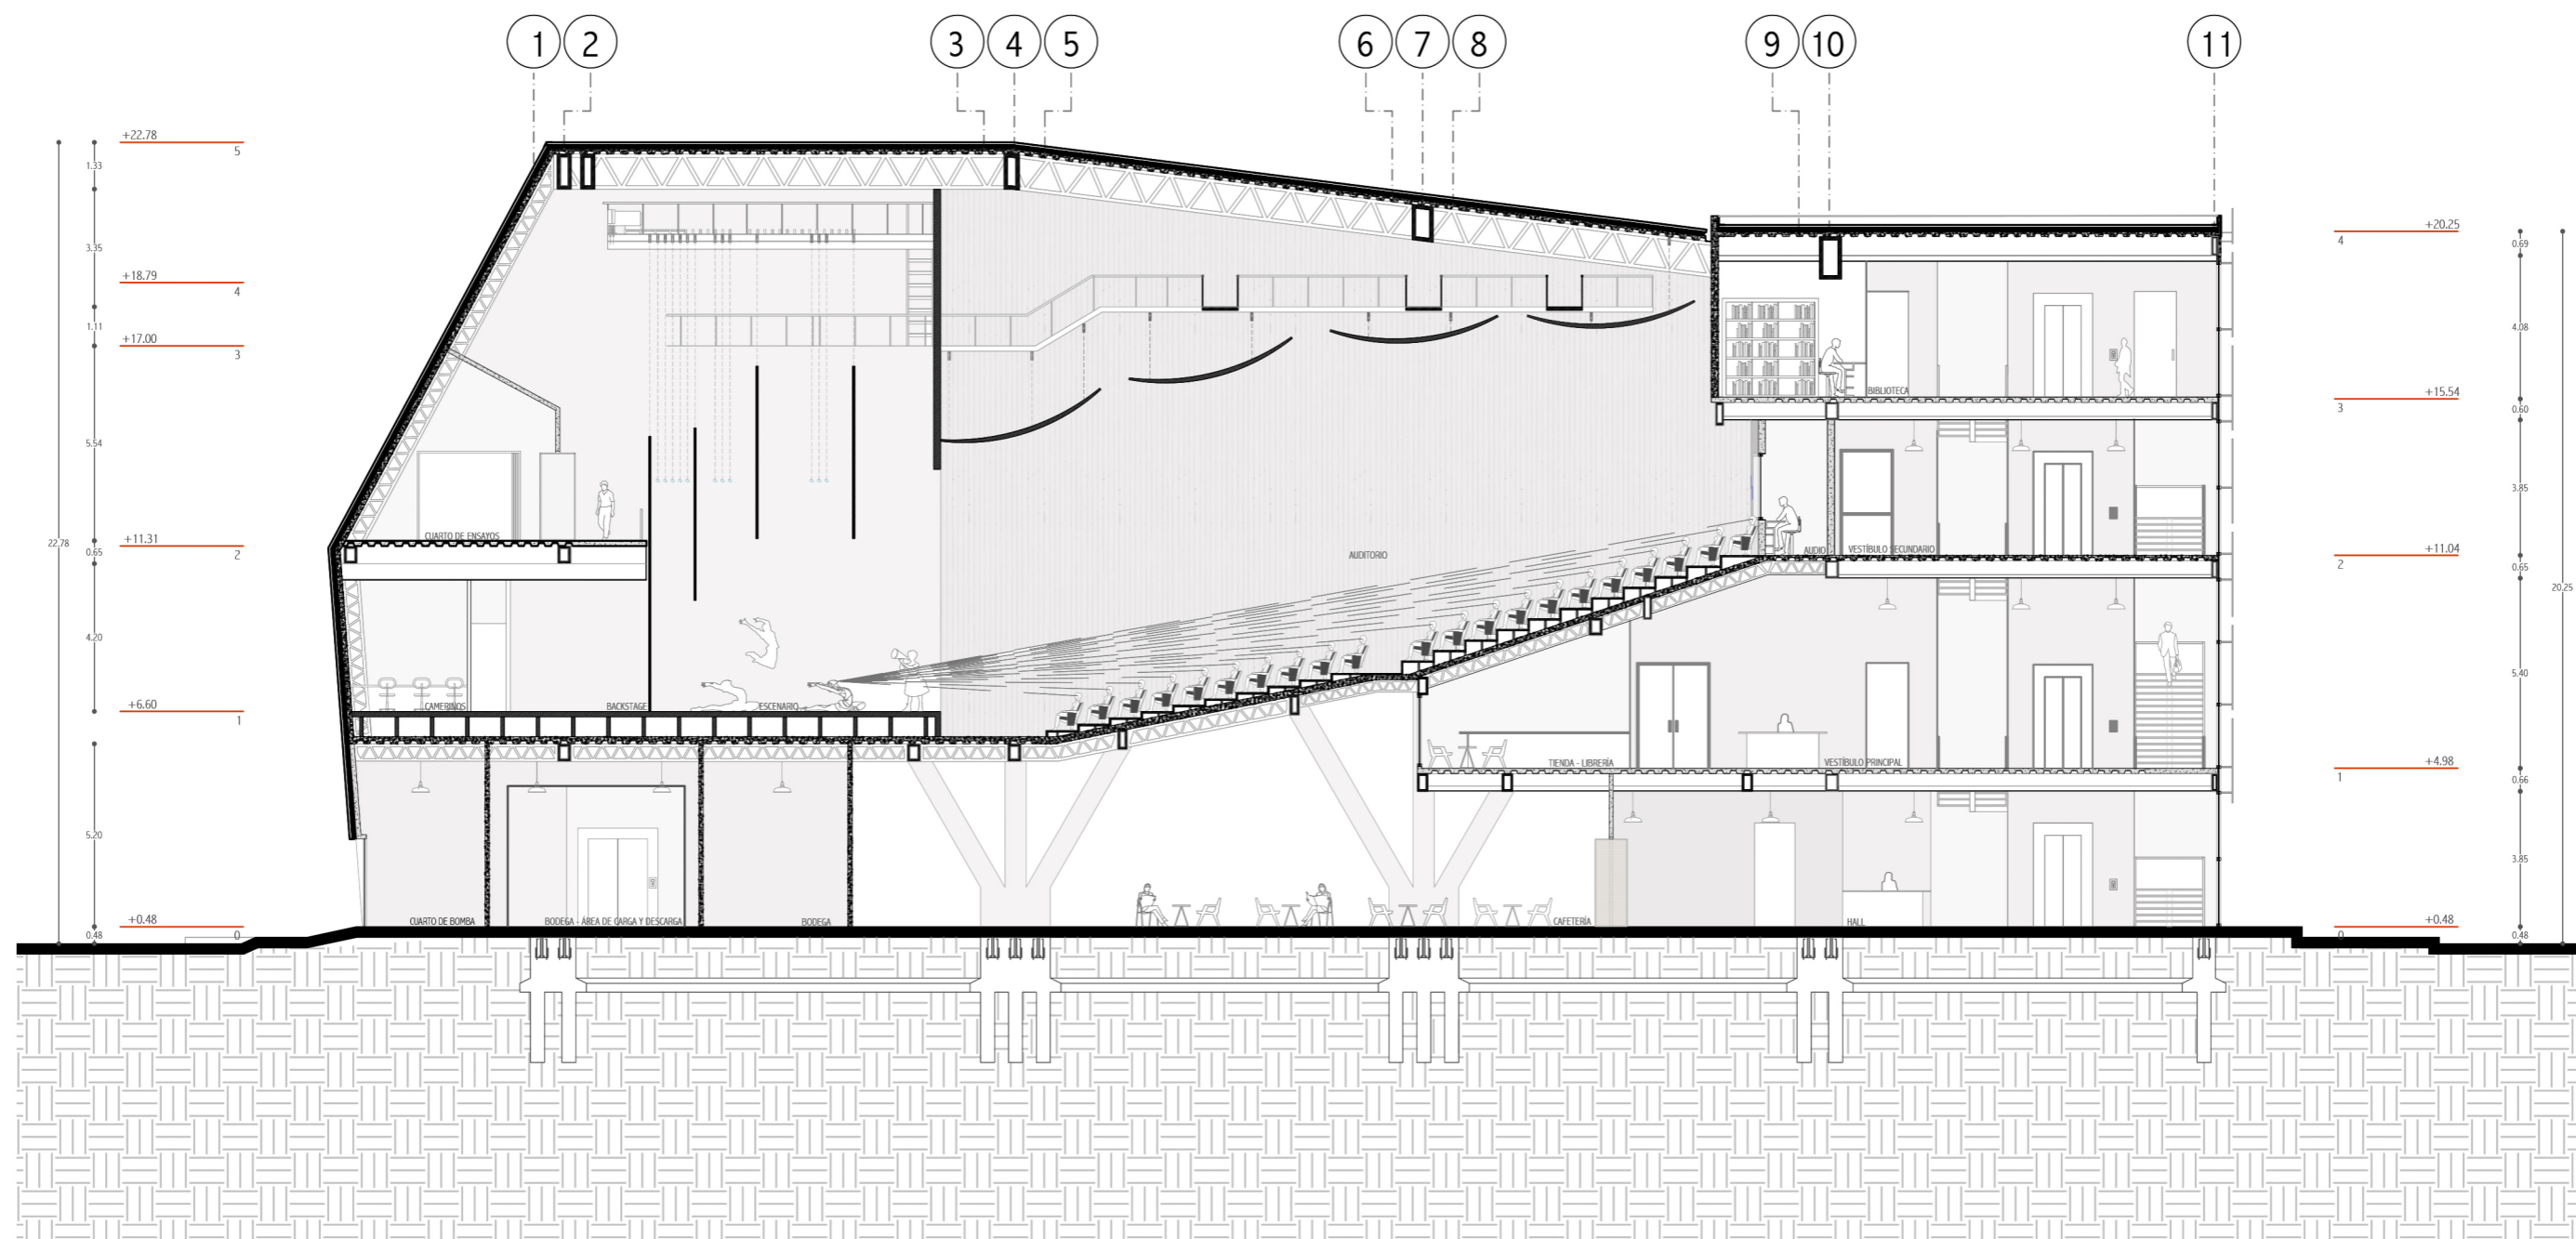 1 2 3 4 5 6 7 8 9 10 11
+22.78
5
1.33
3.35
+18.79
4
1.11
+17.00
3
5.54
22.78
+11.31
2
0.65
4.20
+6.60
1
5.20
+0.48
0
0.48
CUARTO DE ENSAYOS
CAMERINOS
BACKSTAGE
ESCENARIO
AUDITORIO
BIBLIOTECA
AUDIO
VESTÍBULO SECUNDARIO
TIENDA - LIBRERÍA
VESTÍBULO PRINCIPAL
CUARTO DE BOMBA
BODEGA - ÁREA DE CARGA Y DESCARGA
BODEGA
CAFETERÍA
HALL
+20.25
4
0.69
4.08
+15.54
3
0.60
3.85
+11.04
2
0.65
20.25
5.40
+4.98
1
0.66
3.85
+0.48
0
0.48